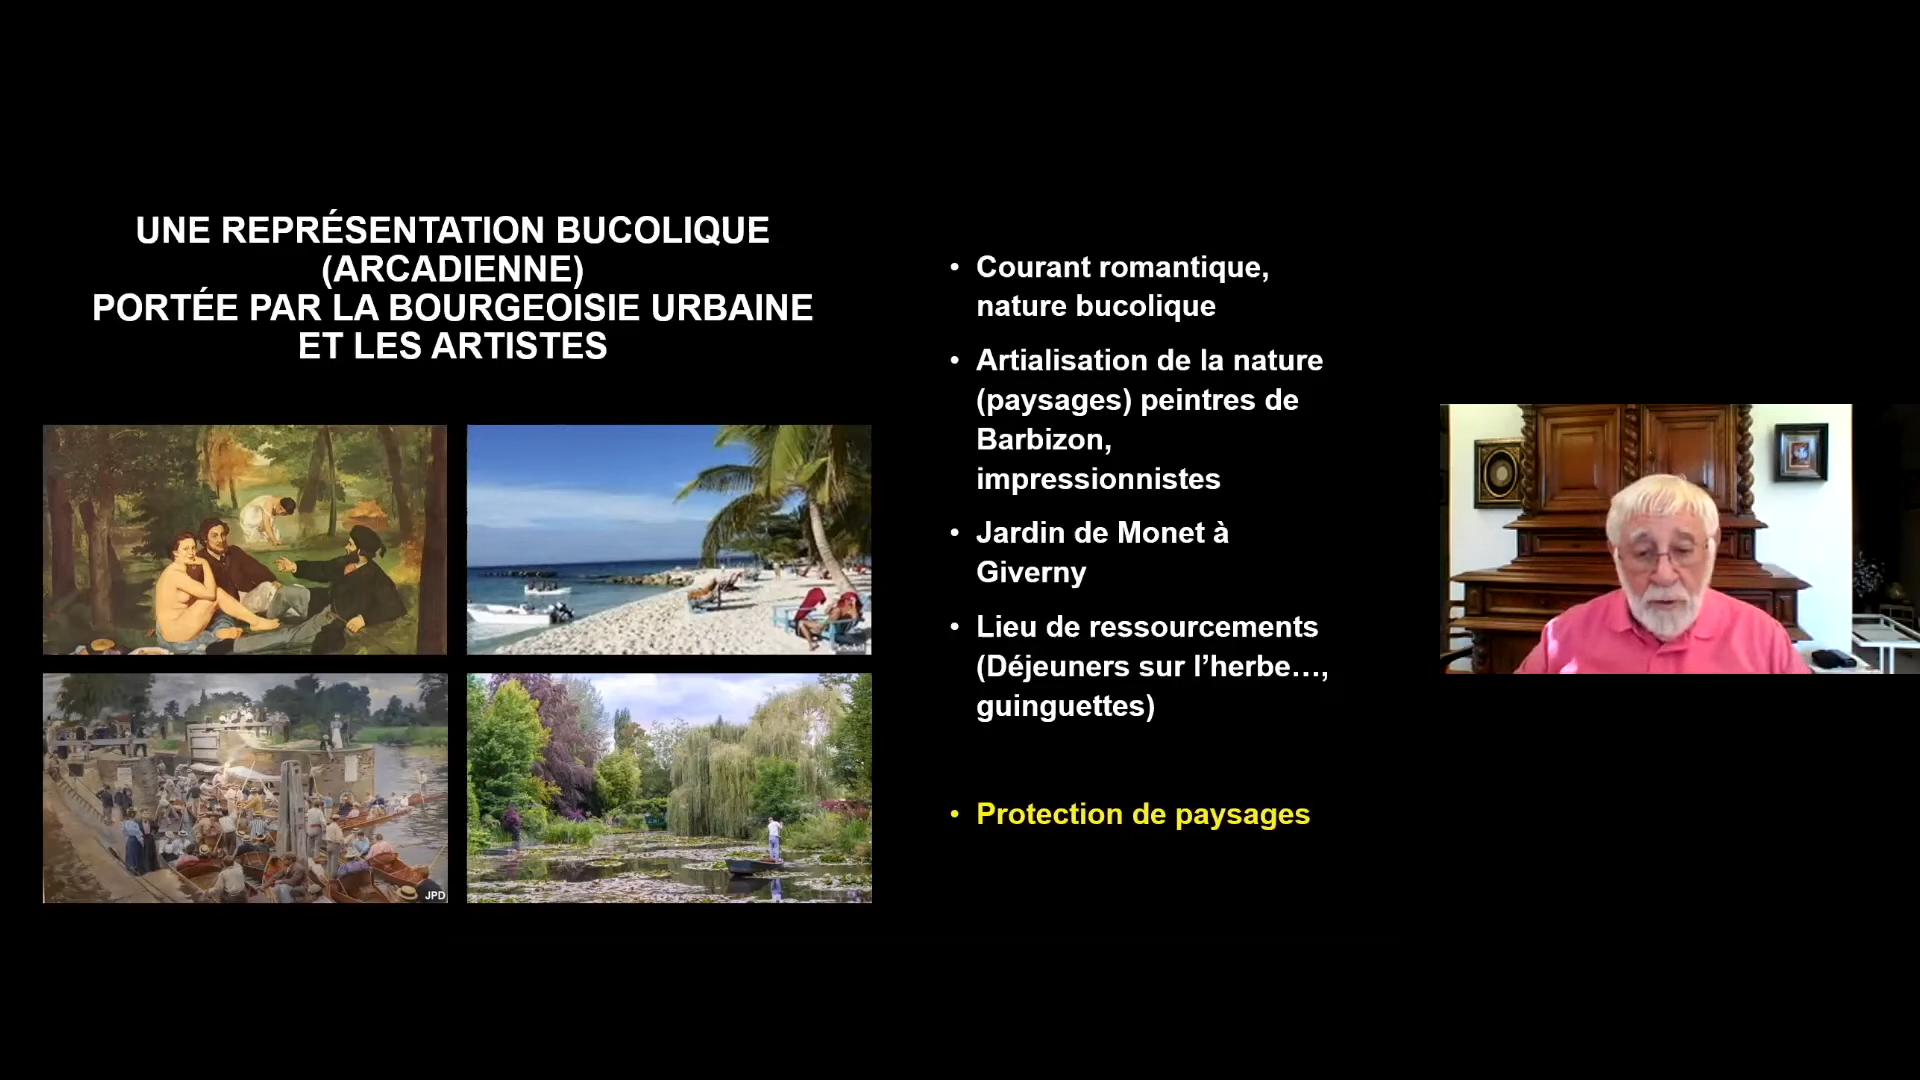 UNE REPRÉSENTATION BUCOLIQUE
(ARCADIENNE)
PORTÉE PAR LA BOURGEOISIE URBAINE
ET LES ARTISTES
• Courant romantique,
nature bucolique
• Artialisation de la nature
(paysages) peintres de
Barbizon,
impressionnistes
• Jardin de Monet à
Giverny
• Lieu de ressourcements
(Déjeuners sur l’herbe…,
guinguettes)
• Protection de paysages
JPD